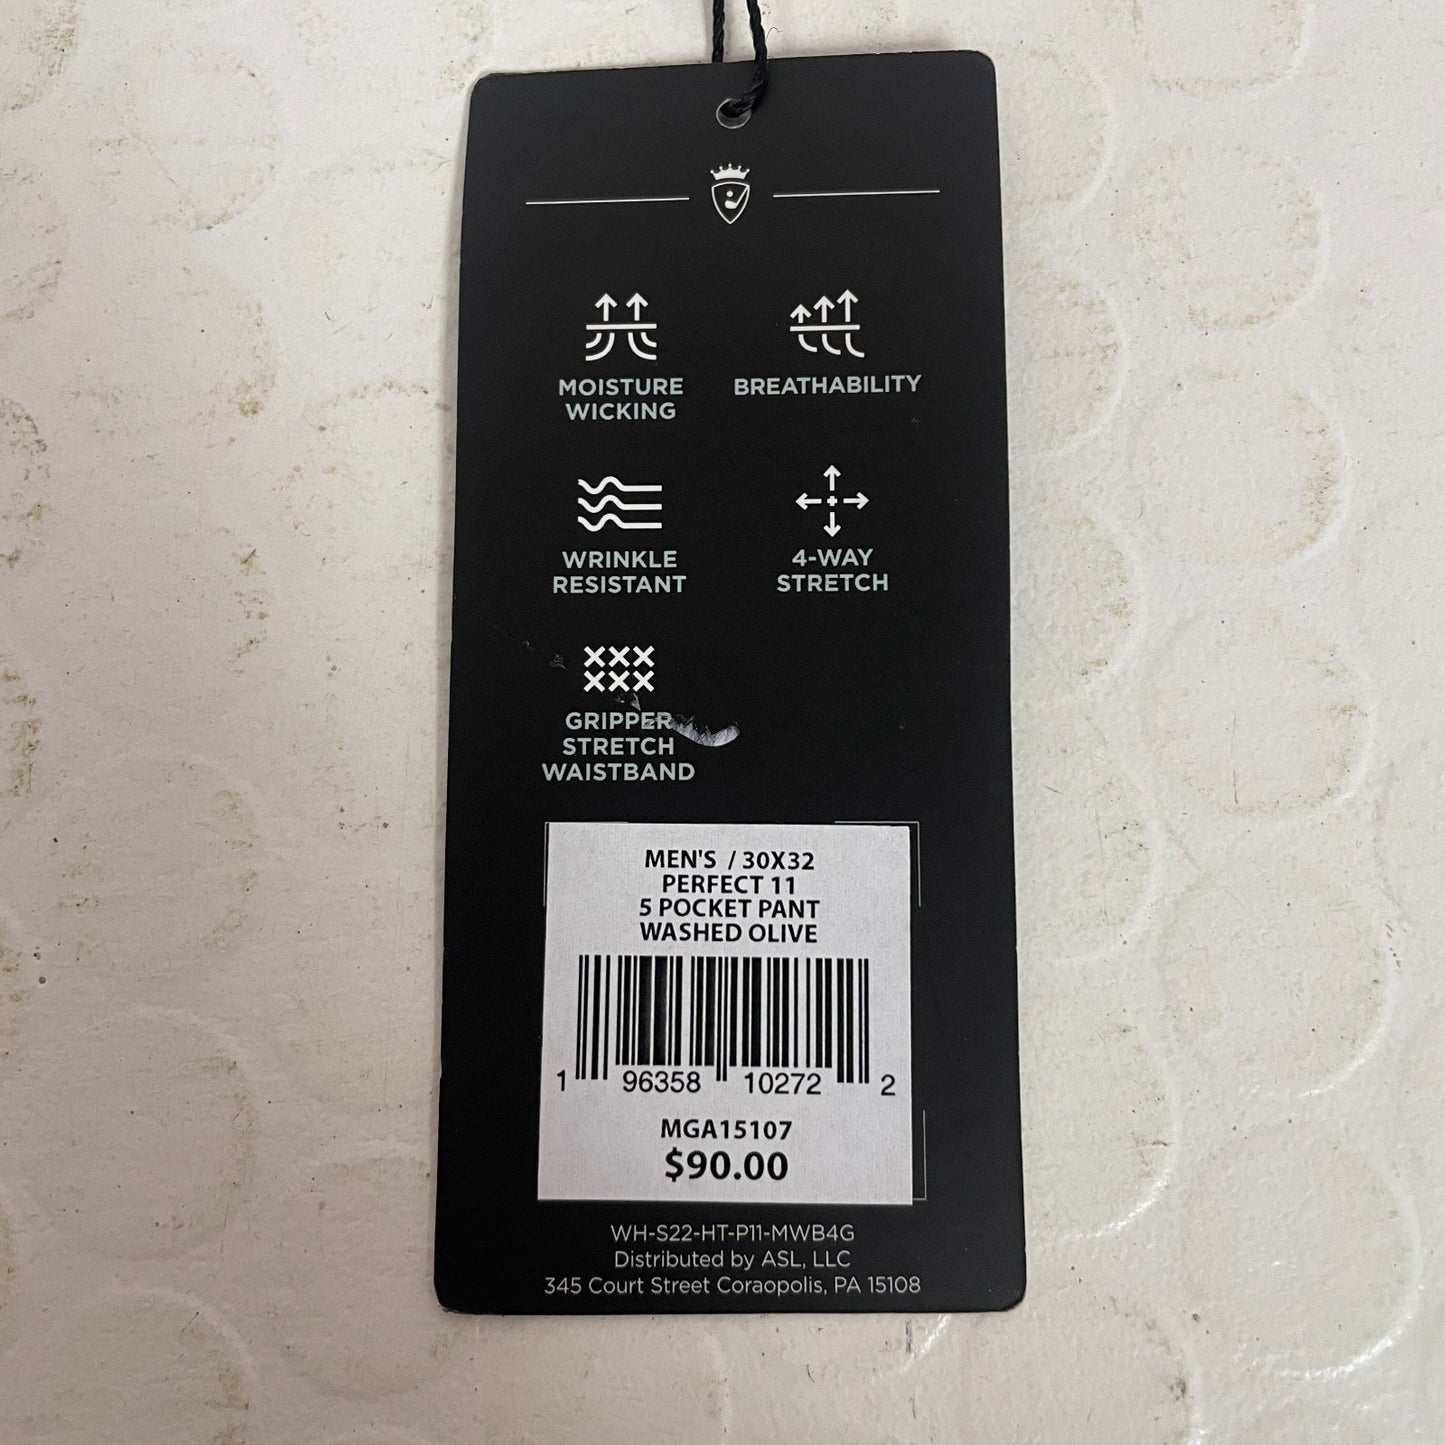 MOISTURE
WICKING
BREATHABILITY
WRINKLE
RESISTANT
4-WAY
STRETCH
GRIPPER
STRETCH
WAISTBAND
MEN'S / 30X32
PERFECT 11
5 POCKET PANT
WASHED OLIVE
1 96358 10272 2
MGA15107
$90.00
WH-S22-HT-P11-MWB4G
Distributed by ASL, LLC
345 Court Street Coraopolis, PA 15108